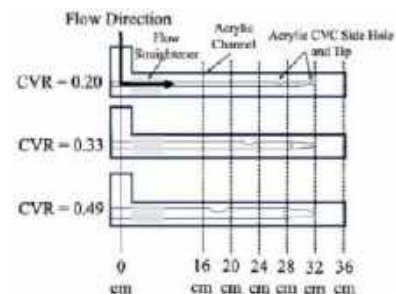 Flow Direction
Flow
Straightener
Acrylic
Channel
Acrylic CVC Side Hole
and Tip
CVR = 0.20
CVR = 0.33
CVR = 0.49
0 16 20 24 28 32 36
cm cm cm cm cm cm cm